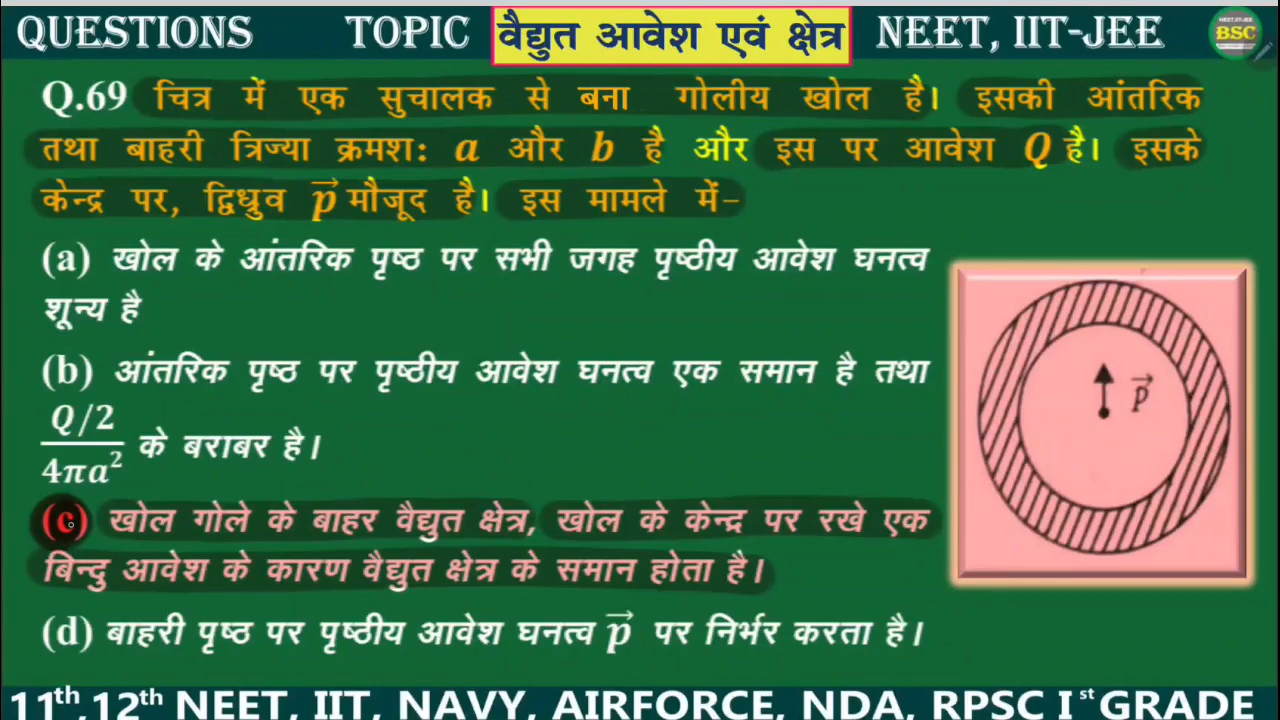 QUESTIONS TOPIC वैद्युत आवेश एवं क्षेत्र NEET, IIT-JEE
NEET,IIT-JEE
BSC
Q.69 चित्र में एक सुचालक से बना गोलीय खोल है। इसकी आंतरिक
तथा बाहरी त्रिज्या क्रमश: a और b है और इस पर आवेश Q है। इसके
केन्द्र पर, द्विध्रुव p⃗ मौजूद है। इस मामले में-
(a) खोल के आंतरिक पृष्ठ पर सभी जगह पृष्ठीय आवेश घनत्व
शून्य है
(b) आंतरिक पृष्ठ पर पृष्ठीय आवेश घनत्व एक समान है तथा
Q/2
4πa² के बराबर है।
(c) खोल गोले के बाहर वैद्युत क्षेत्र, खोल के केन्द्र पर रखे एक
बिन्दु आवेश के कारण वैद्युत क्षेत्र के समान होता है।
(d) बाहरी पृष्ठ पर पृष्ठीय आवेश घनत्व p⃗ पर निर्भर करता है।
p⃗
11th,12th NEET, IIT, NAVY, AIRFORCE, NDA, RPSC Ist GRADE